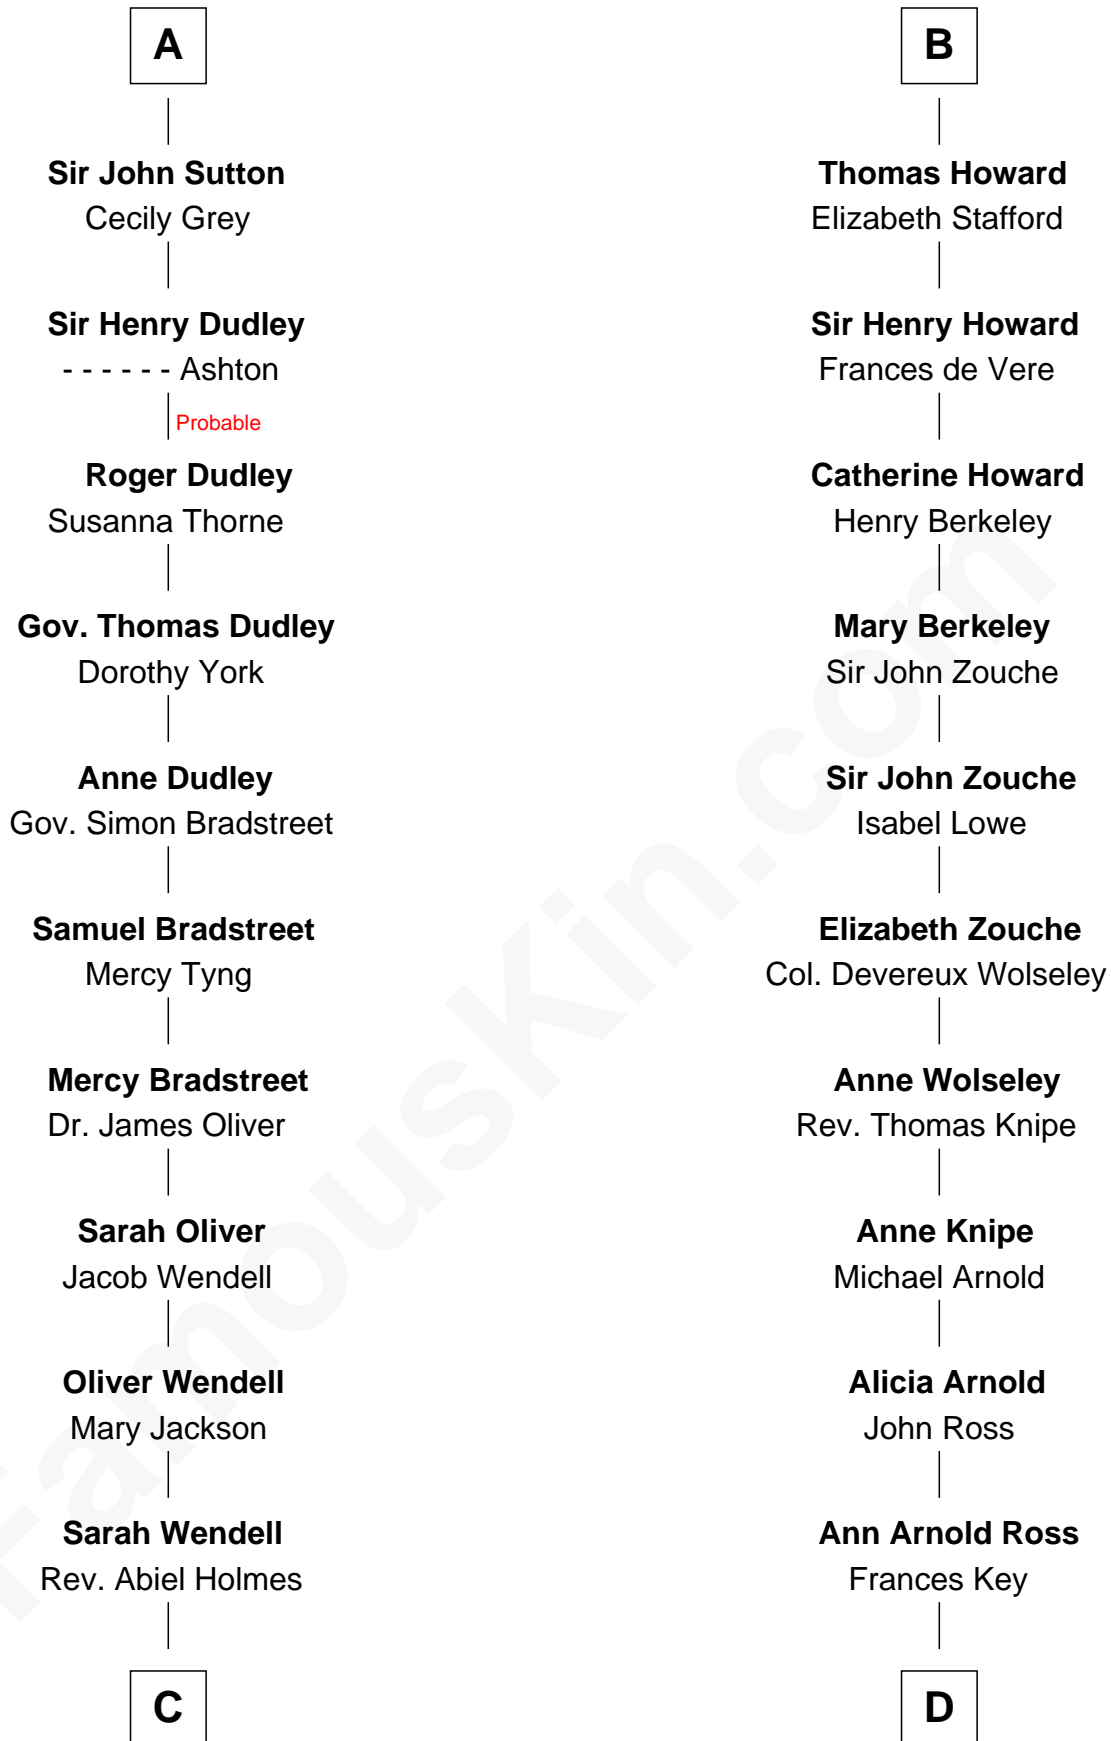 A
Sir John Sutton
Cecily Grey
Sir Henry Dudley
- - - - - - Ashton
Probable
Roger Dudley
Susanna Thorne
Gov. Thomas Dudley
Dorothy York
Anne Dudley
Gov. Simon Bradstreet
Samuel Bradstreet
Mercy Tyng
Mercy Bradstreet
Dr. James Oliver
Sarah Oliver
Jacob Wendell
Oliver Wendell
Mary Jackson
Sarah Wendell
Rev. Abiel Holmes
C
B
Thomas Howard
Elizabeth Stafford
Sir Henry Howard
Frances de Vere
Catherine Howard
Henry Berkeley
Mary Berkeley
Sir John Zouche
Sir John Zouche
Isabel Lowe
Elizabeth Zouche
Col. Devereux Wolseley
Anne Wolseley
Rev. Thomas Knipe
Anne Knipe
Michael Arnold
Alicia Arnold
John Ross
Ann Arnold Ross
Frances Key
D
FamousKin.com